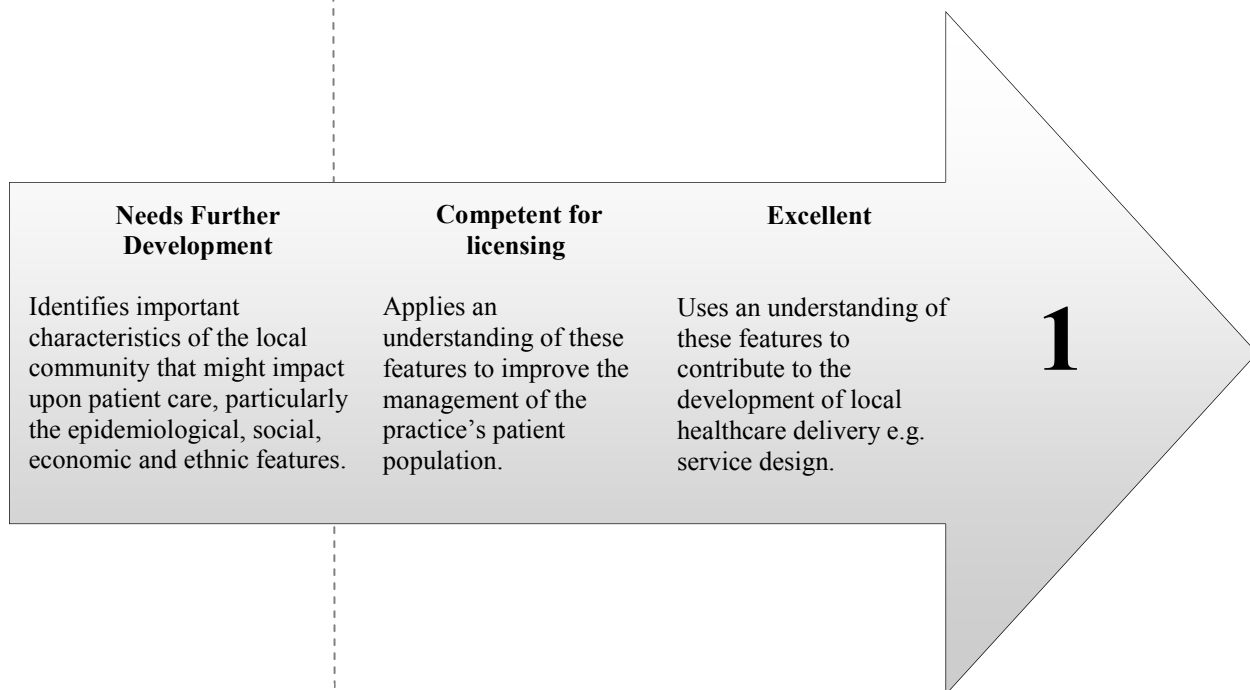 Needs Further
Development
Identifies important
characteristics of the local
community that might impact
upon patient care, particularly
the epidemiological, social,
economic and ethnic features.
Competent for
licensing
Applies an
understanding of these
features to improve the
management of the
practice’s patient
population.
Excellent
Uses an understanding of
these features to
contribute to the
development of local
healthcare delivery e.g.
service design.
1